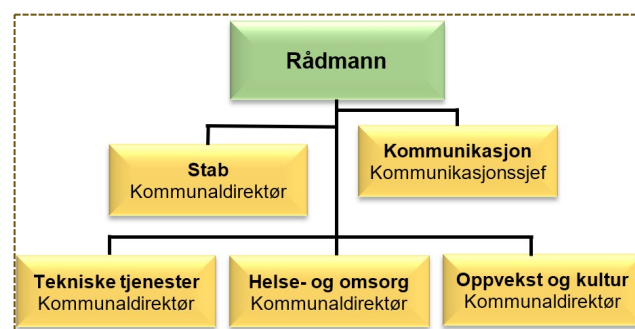 Rådmann
Stab
Kommunaldirektør
Kommunikasjon
Kommunikasjonssjef
Tekniske tjenester
Kommunaldirektør
Helse- og omsorg
Kommunaldirektør
Oppvekst og kultur
Kommunaldirektør